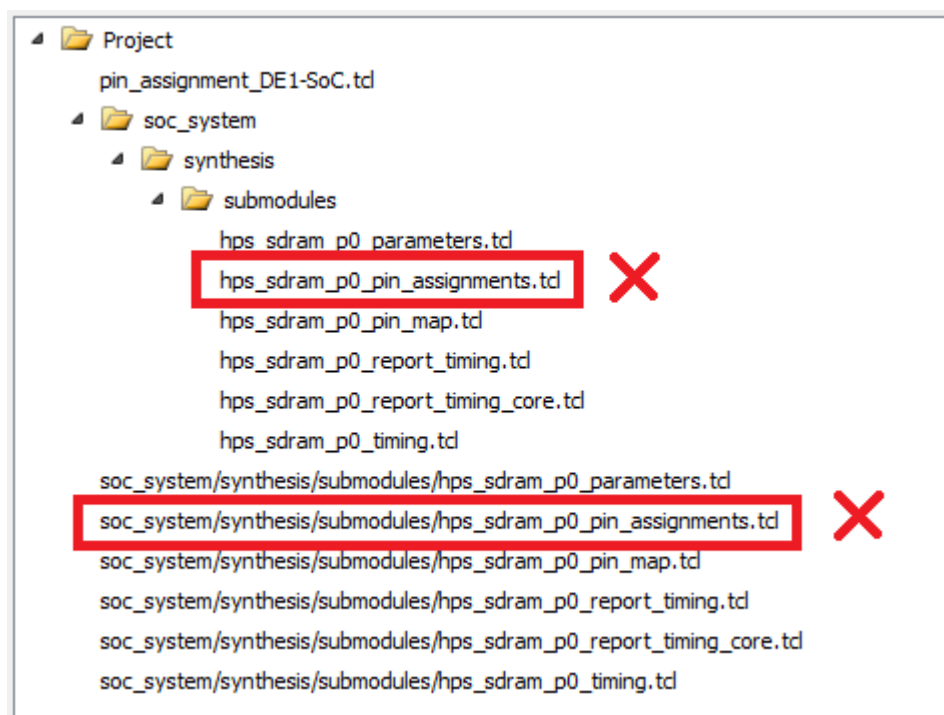 Project
pin_assignment_DE1-SoC.tcl
soc_system
synthesis
submodules
hps_sdram_p0_parameters.tcl
hps_sdram_p0_pin_assignments.tcl
hps_sdram_p0_pin_map.tcl
hps_sdram_p0_report_timing.tcl
hps_sdram_p0_report_timing_core.tcl
hps_sdram_p0_timing.tcl
soc_system/synthesis/submodules/hps_sdram_p0_parameters.tcl
soc_system/synthesis/submodules/hps_sdram_p0_pin_assignments.tcl
soc_system/synthesis/submodules/hps_sdram_p0_pin_map.tcl
soc_system/synthesis/submodules/hps_sdram_p0_report_timing.tcl
soc_system/synthesis/submodules/hps_sdram_p0_report_timing_core.tcl
soc_system/synthesis/submodules/hps_sdram_p0_timing.tcl